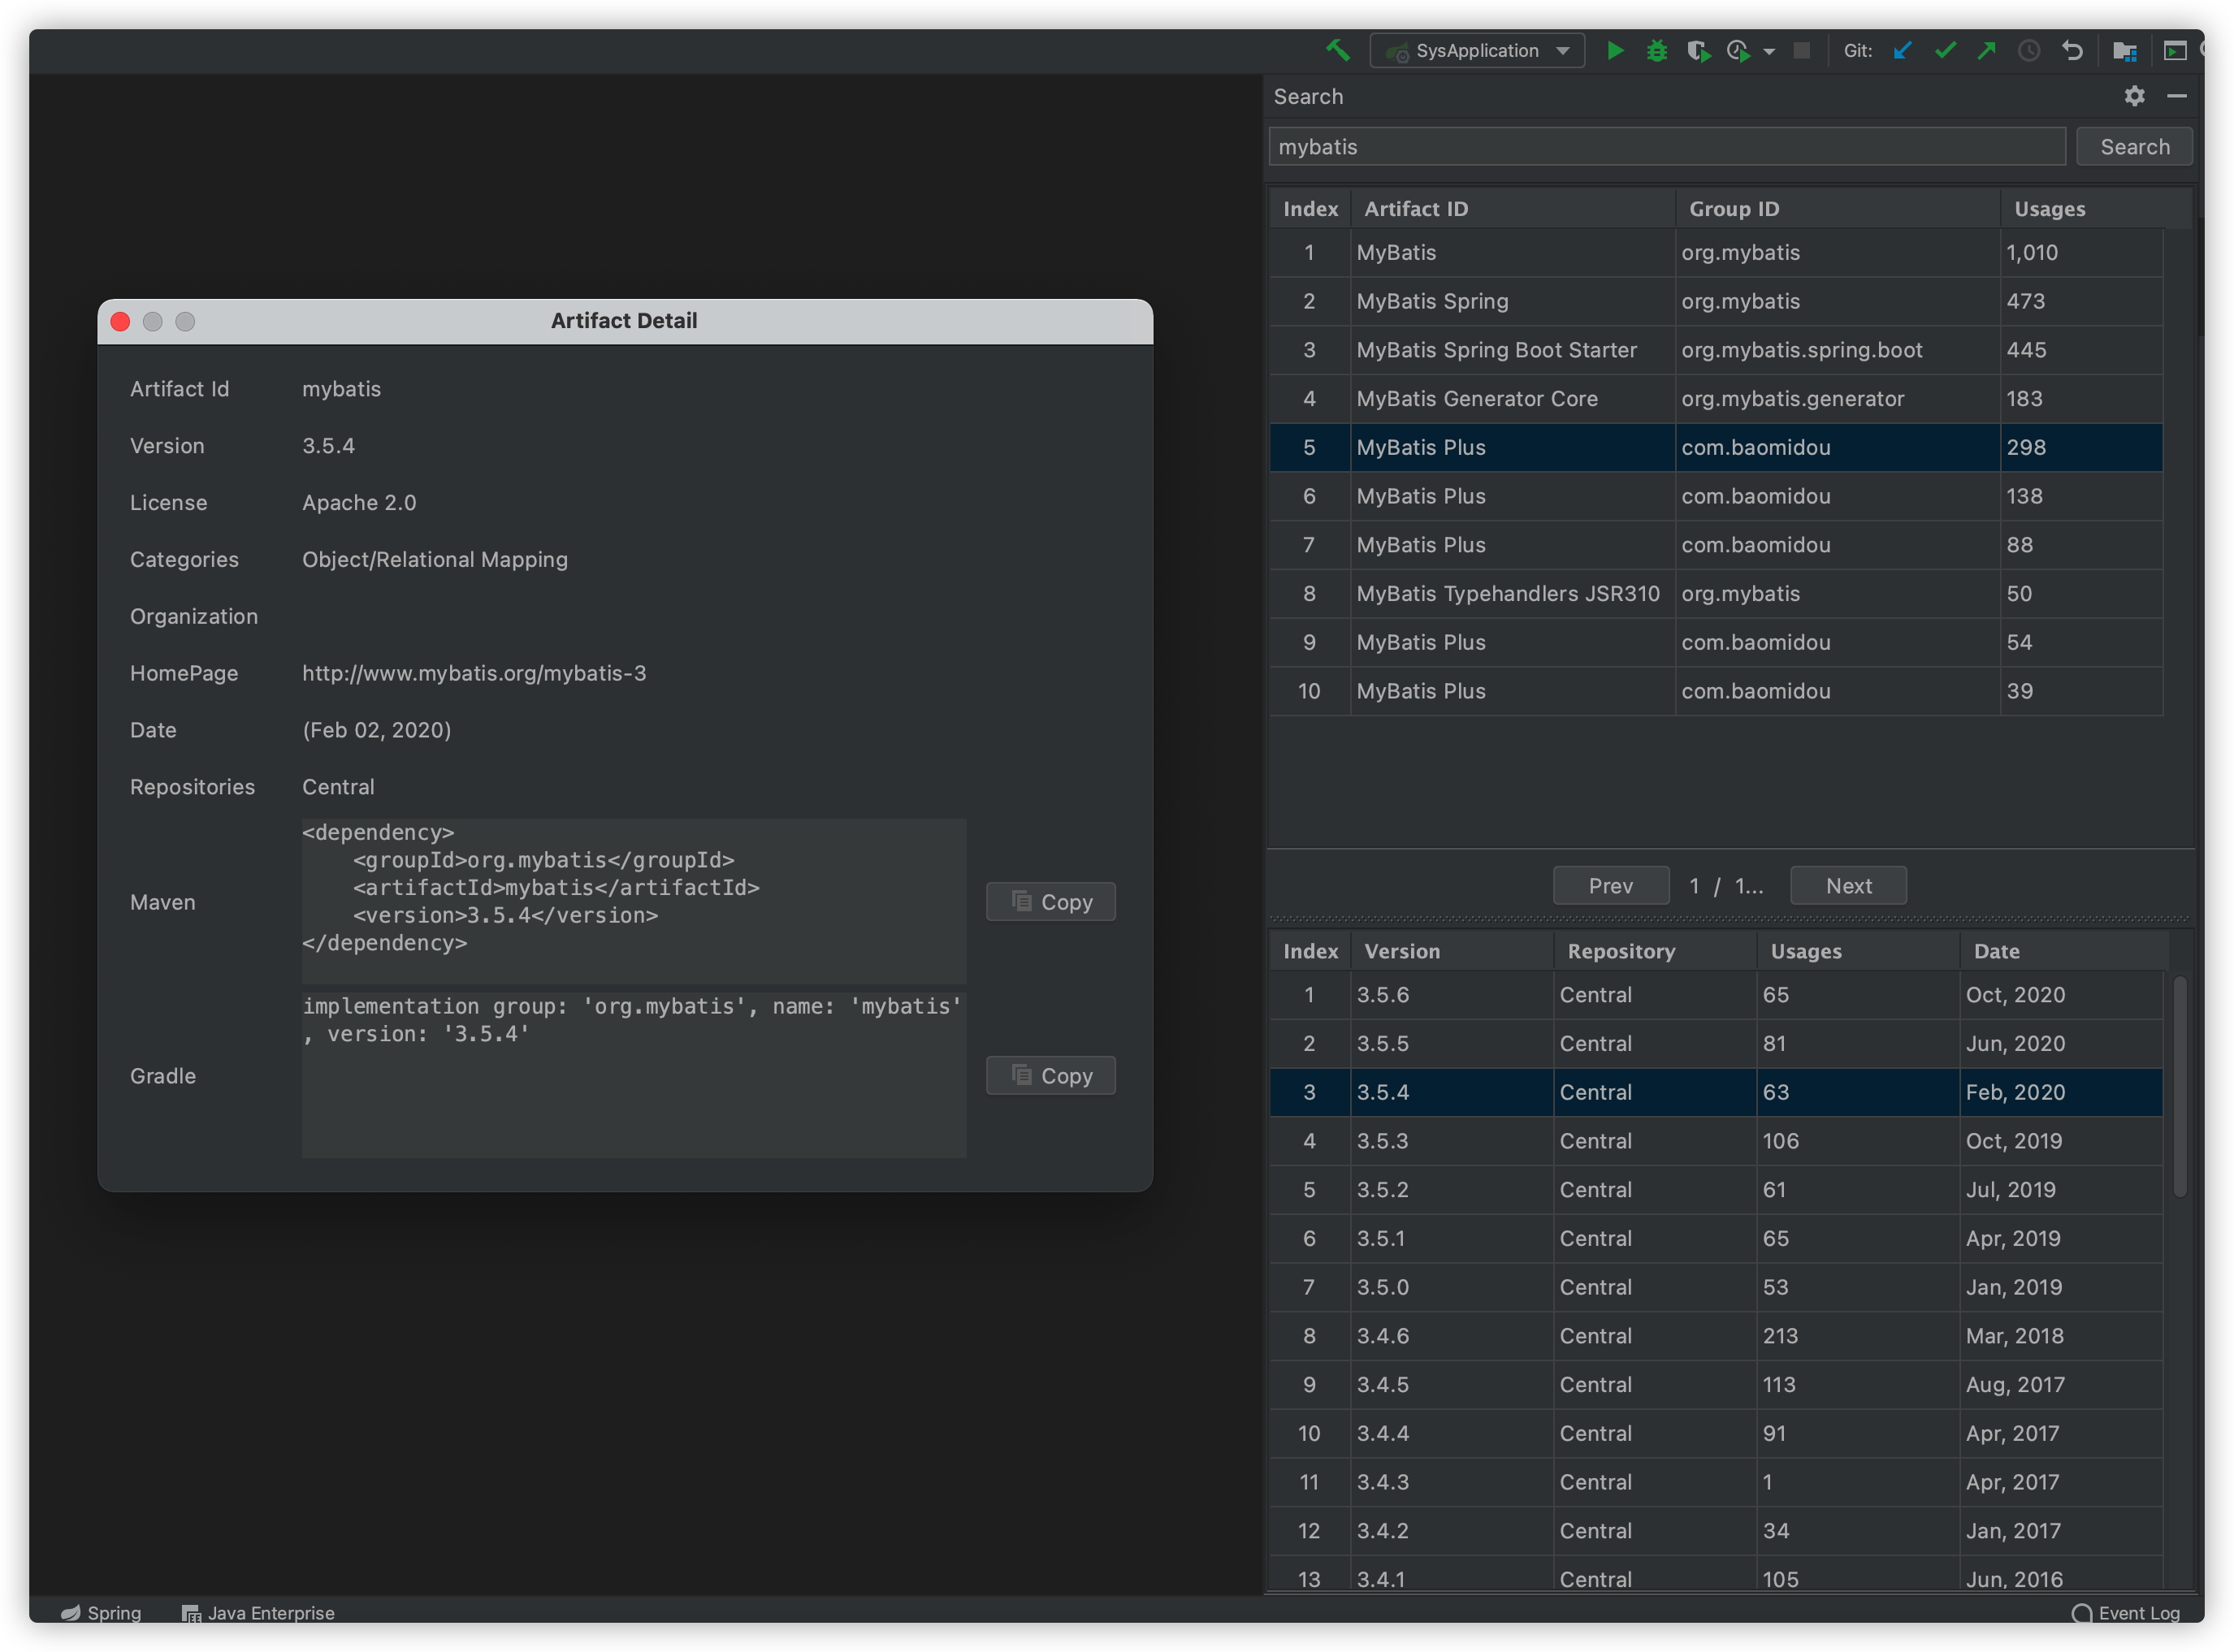 SysApplication Git:
Search
mybatis Search
Index Artifact ID Group ID Usages
1 MyBatis org.mybatis 1,010
2 MyBatis Spring org.mybatis 473
3 MyBatis Spring Boot Starter org.mybatis.spring.boot 445
4 MyBatis Generator Core org.mybatis.generator 183
5 MyBatis Plus com.baomidou 298
6 MyBatis Plus com.baomidou 138
7 MyBatis Plus com.baomidou 88
8 MyBatis Typehandlers JSR310 org.mybatis 50
9 MyBatis Plus com.baomidou 54
10 MyBatis Plus com.baomidou 39
Prev 1 / 1... Next
Index Version Repository Usages Date
1 3.5.6 Central 65 Oct, 2020
2 3.5.5 Central 81 Jun, 2020
3 3.5.4 Central 63 Feb, 2020
4 3.5.3 Central 106 Oct, 2019
5 3.5.2 Central 61 Jul, 2019
6 3.5.1 Central 65 Apr, 2019
7 3.5.0 Central 53 Jan, 2019
8 3.4.6 Central 213 Mar, 2018
9 3.4.5 Central 113 Aug, 2017
10 3.4.4 Central 91 Apr, 2017
11 3.4.3 Central 1 Apr, 2017
12 3.4.2 Central 34 Jan, 2017
13 3.4.1 Central 105 Jun, 2016
Artifact Detail
Artifact Id mybatis
Version 3.5.4
License Apache 2.0
Categories Object/Relational Mapping
Organization
HomePage http://www.mybatis.org/mybatis-3
Date (Feb 02, 2020)
Repositories Central
Maven
<dependency>
    <groupId>org.mybatis</groupId>
    <artifactId>mybatis</artifactId>
    <version>3.5.4</version>
</dependency>
Copy
Gradle
implementation group: 'org.mybatis', name: 'mybatis'
, version: '3.5.4'
Copy
Spring Java Enterprise Event Log